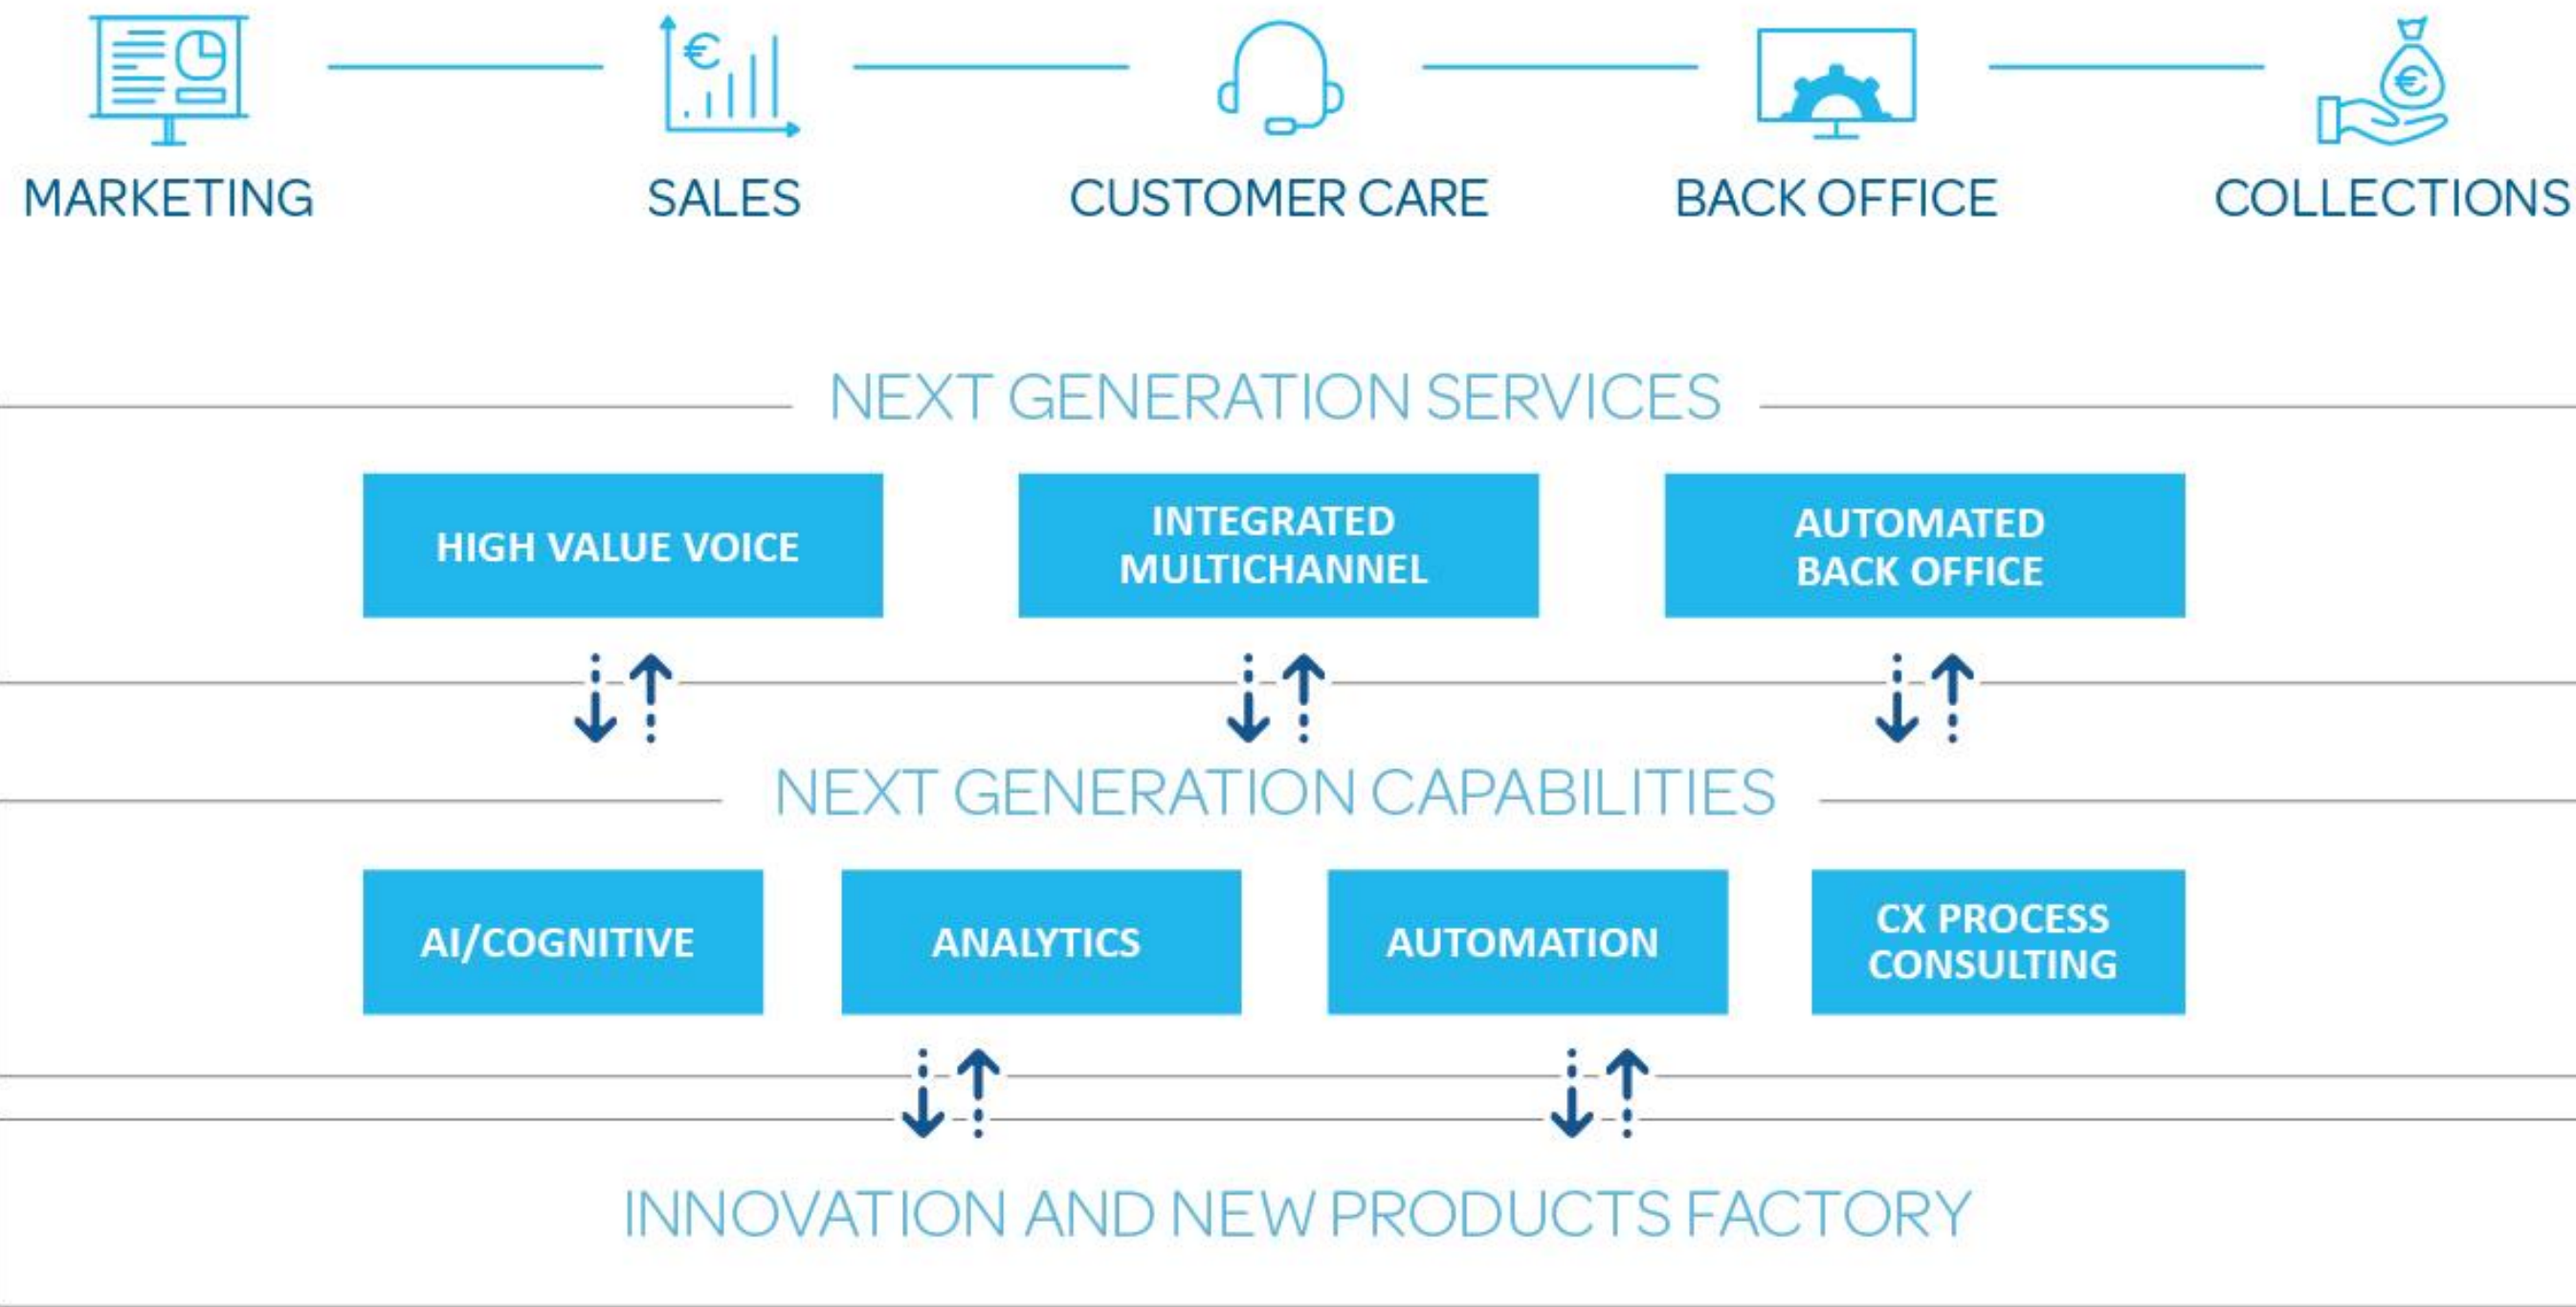 MARKETING
SALES
CUSTOMER CARE
BACK OFFICE
COLLECTIONS
NEXT GENERATION SERVICES
HIGH VALUE VOICE
INTEGRATED
MULTICHANNEL
AUTOMATED
BACK OFFICE
NEXT GENERATION CAPABILITIES
AI/COGNITIVE
ANALYTICS
AUTOMATION
CX PROCESS
CONSULTING
INNOVATION AND NEW PRODUCTS FACTORY